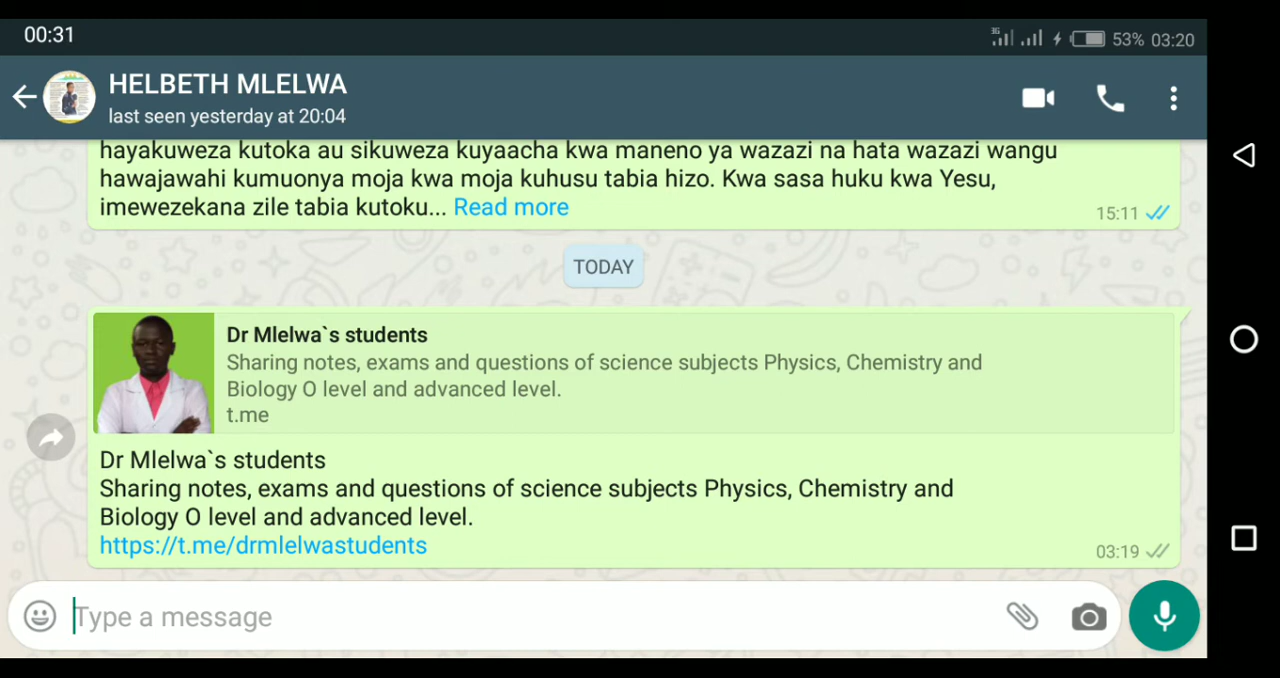 00:31
3G 53% 03:20
HELBETH MLELWA
last seen yesterday at 20:04
hayakuweza kutoka au sikuweza kuyaacha kwa maneno ya wazazi na hata wazazi wangu
hawajawahi kumuonya moja kwa moja kuhusu tabia hizo. Kwa sasa huku kwa Yesu,
imewezekana zile tabia kutoku... Read more
15:11
TODAY
Dr Mlelwa`s students
Sharing notes, exams and questions of science subjects Physics, Chemistry and
Biology O level and advanced level.
t.me
Dr Mlelwa`s students
Sharing notes, exams and questions of science subjects Physics, Chemistry and
Biology O level and advanced level.
https://t.me/drmlelwastudents
03:19
Type a message